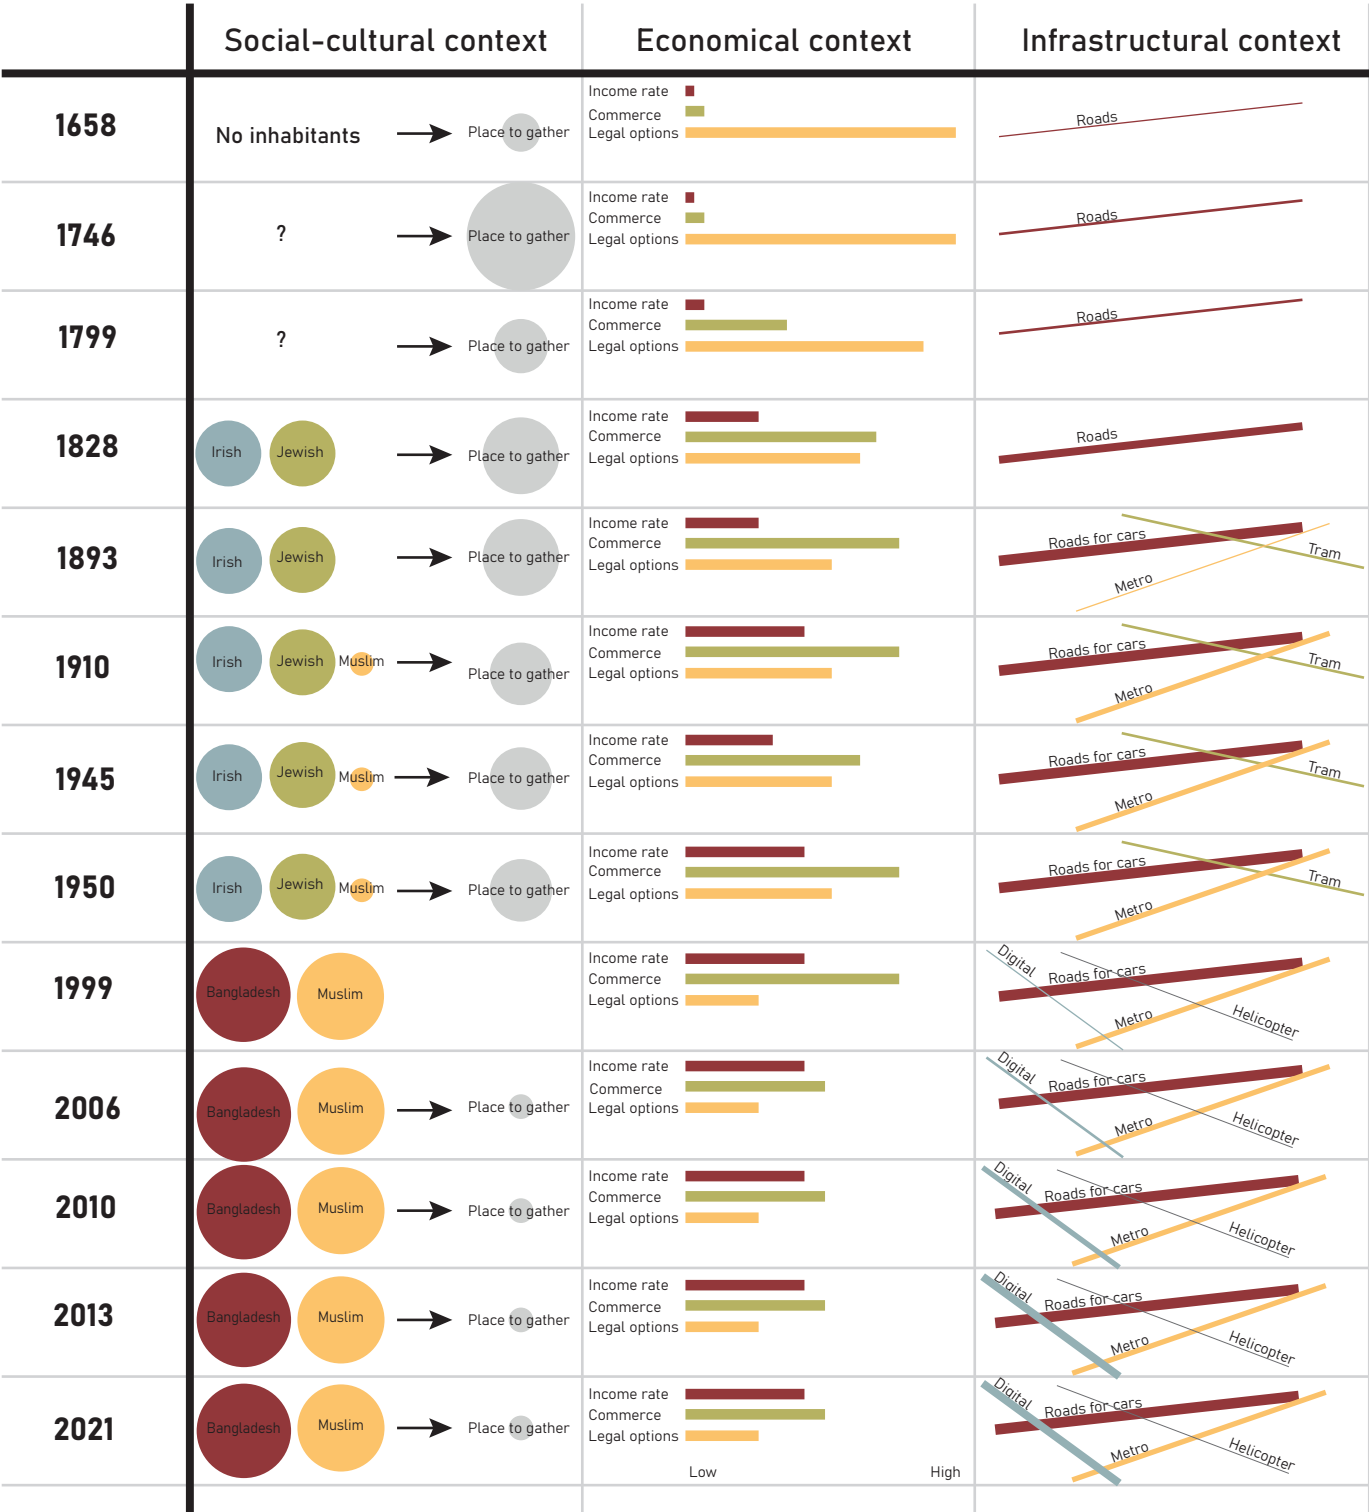 Social-cultural context
Economical context
Infrastructural context
1658
No inhabitants
Place to gather
Income rate
Commerce
Legal options
Roads
1746
?
Place to gather
Income rate
Commerce
Legal options
Roads
1799
?
Place to gather
Income rate
Commerce
Legal options
Roads
1828
Irish
Jewish
Place to gather
Income rate
Commerce
Legal options
Roads
1893
Irish
Jewish
Place to gather
Income rate
Commerce
Legal options
Roads for cars
Tram
Metro
1910
Irish
Jewish
Muslim
Place to gather
Income rate
Commerce
Legal options
Roads for cars
Tram
Metro
1945
Irish
Jewish
Muslim
Place to gather
Income rate
Commerce
Legal options
Roads for cars
Tram
Metro
1950
Irish
Jewish
Muslim
Place to gather
Income rate
Commerce
Legal options
Roads for cars
Tram
Metro
1999
Bangladesh
Muslim
Income rate
Commerce
Legal options
Digital
Roads for cars
Metro
Helicopter
2006
Bangladesh
Muslim
Place to gather
Income rate
Commerce
Legal options
Digital
Roads for cars
Metro
Helicopter
2010
Bangladesh
Muslim
Place to gather
Income rate
Commerce
Legal options
Digital
Roads for cars
Metro
Helicopter
2013
Bangladesh
Muslim
Place to gather
Income rate
Commerce
Legal options
Digital
Roads for cars
Metro
Helicopter
2021
Bangladesh
Muslim
Place to gather
Income rate
Commerce
Legal options
Low
High
Digital
Roads for cars
Metro
Helicopter